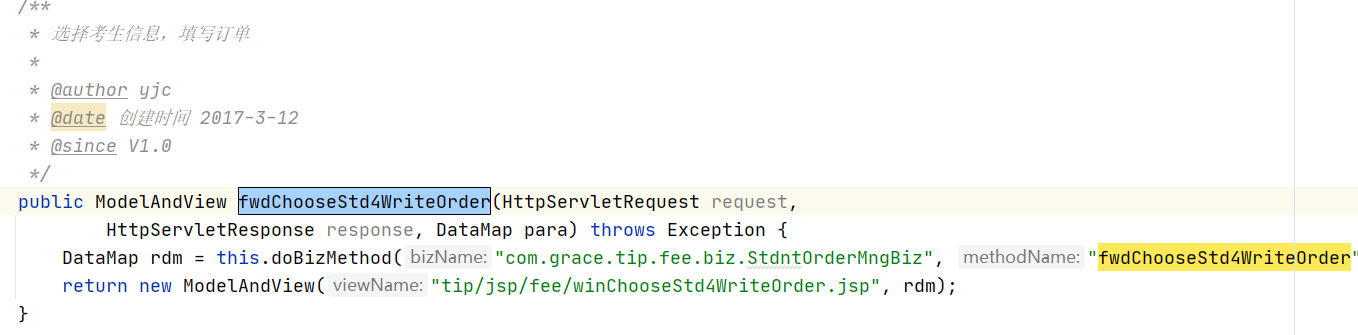 /**
 * 选择考生信息，填写订单
 *
 * @author yjc
 * @date 创建时间 2017-3-12
 * @since V1.0
 */
public ModelAndView fwdChooseStd4WriteOrder(HttpServletRequest request,
        HttpServletResponse response, DataMap para) throws Exception {
    DataMap rdm = this.doBizMethod( bizName: "com.grace.tip.fee.biz.StdntOrderMngBiz", methodName: "fwdChooseStd4WriteOrder"
    return new ModelAndView( viewName: "tip/jsp/fee/winChooseStd4WriteOrder.jsp", rdm);
}